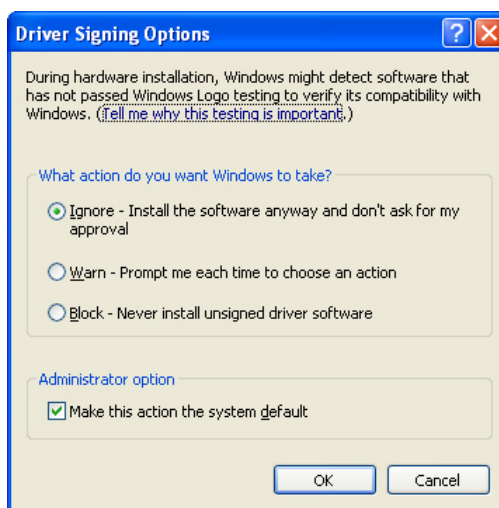 Driver Signing Options
During hardware installation, Windows might detect software that
has not passed Windows Logo testing to verify its compatibility with
Windows. (Tell me why this testing is important.)
What action do you want Windows to take?
Ignore - Install the software anyway and don't ask for my
approval
Warn - Prompt me each time to choose an action
Block - Never install unsigned driver software
Administrator option
Make this action the system default
OK Cancel